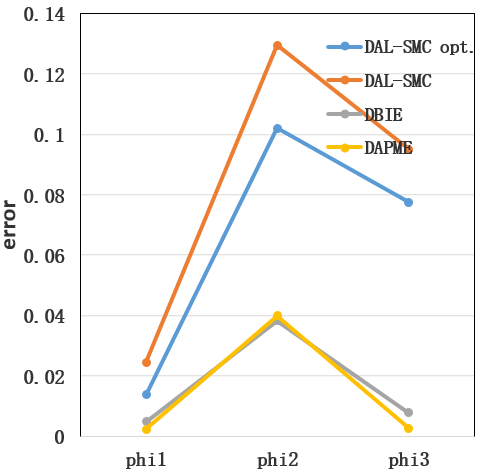 0.14
0.12
0.1
0.08
0.06
0.04
0.02
0
error
DAL-SMC opt.
DAL-SMC
DBIE
DAPME
phi1 phi2 phi3